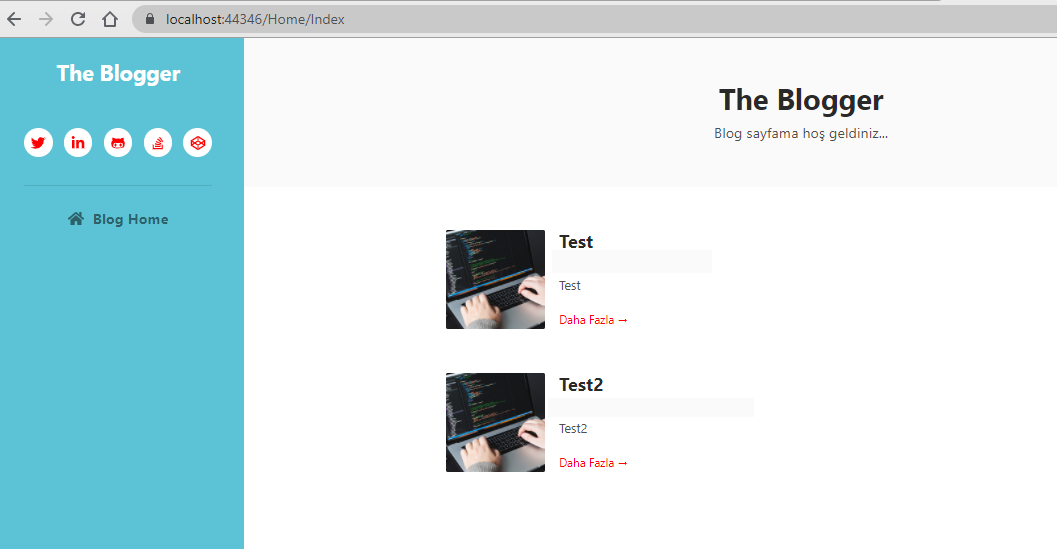 localhost:44346/Home/Index
The Blogger
Blog Home
The Blogger
Blog sayfama hoş geldiniz...
Test
Test
Daha Fazla →
Test2
Test2
Daha Fazla →